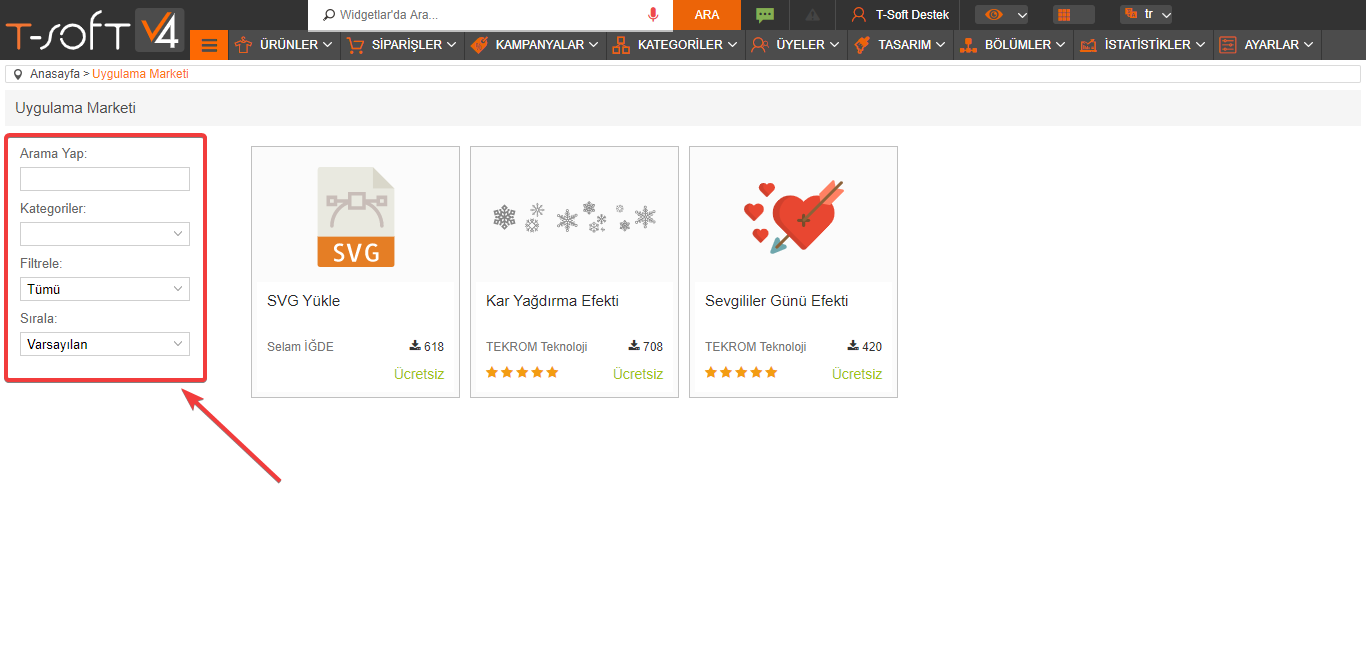 T-SOFT V4
Widgetlar'da Ara...
ARA
T-Soft Destek
tr
ÜRÜNLER
SİPARİŞLER
KAMPANYALAR
KATEGORİLER
ÜYELER
TASARIM
BÖLÜMLER
İSTATİSTİKLER
AYARLAR
Anasayfa > Uygulama Marketi
Uygulama Marketi
Arama Yap:
Kategoriler:
Filtrele:
Tümü
Sırala:
Varsayılan
SVG
SVG Yükle
Selam İĞDE 618
Ücretsiz
Kar Yağdırma Efekti
TEKROM Teknoloji 708
Ücretsiz
Sevgililer Günü Efekti
TEKROM Teknoloji 420
Ücretsiz